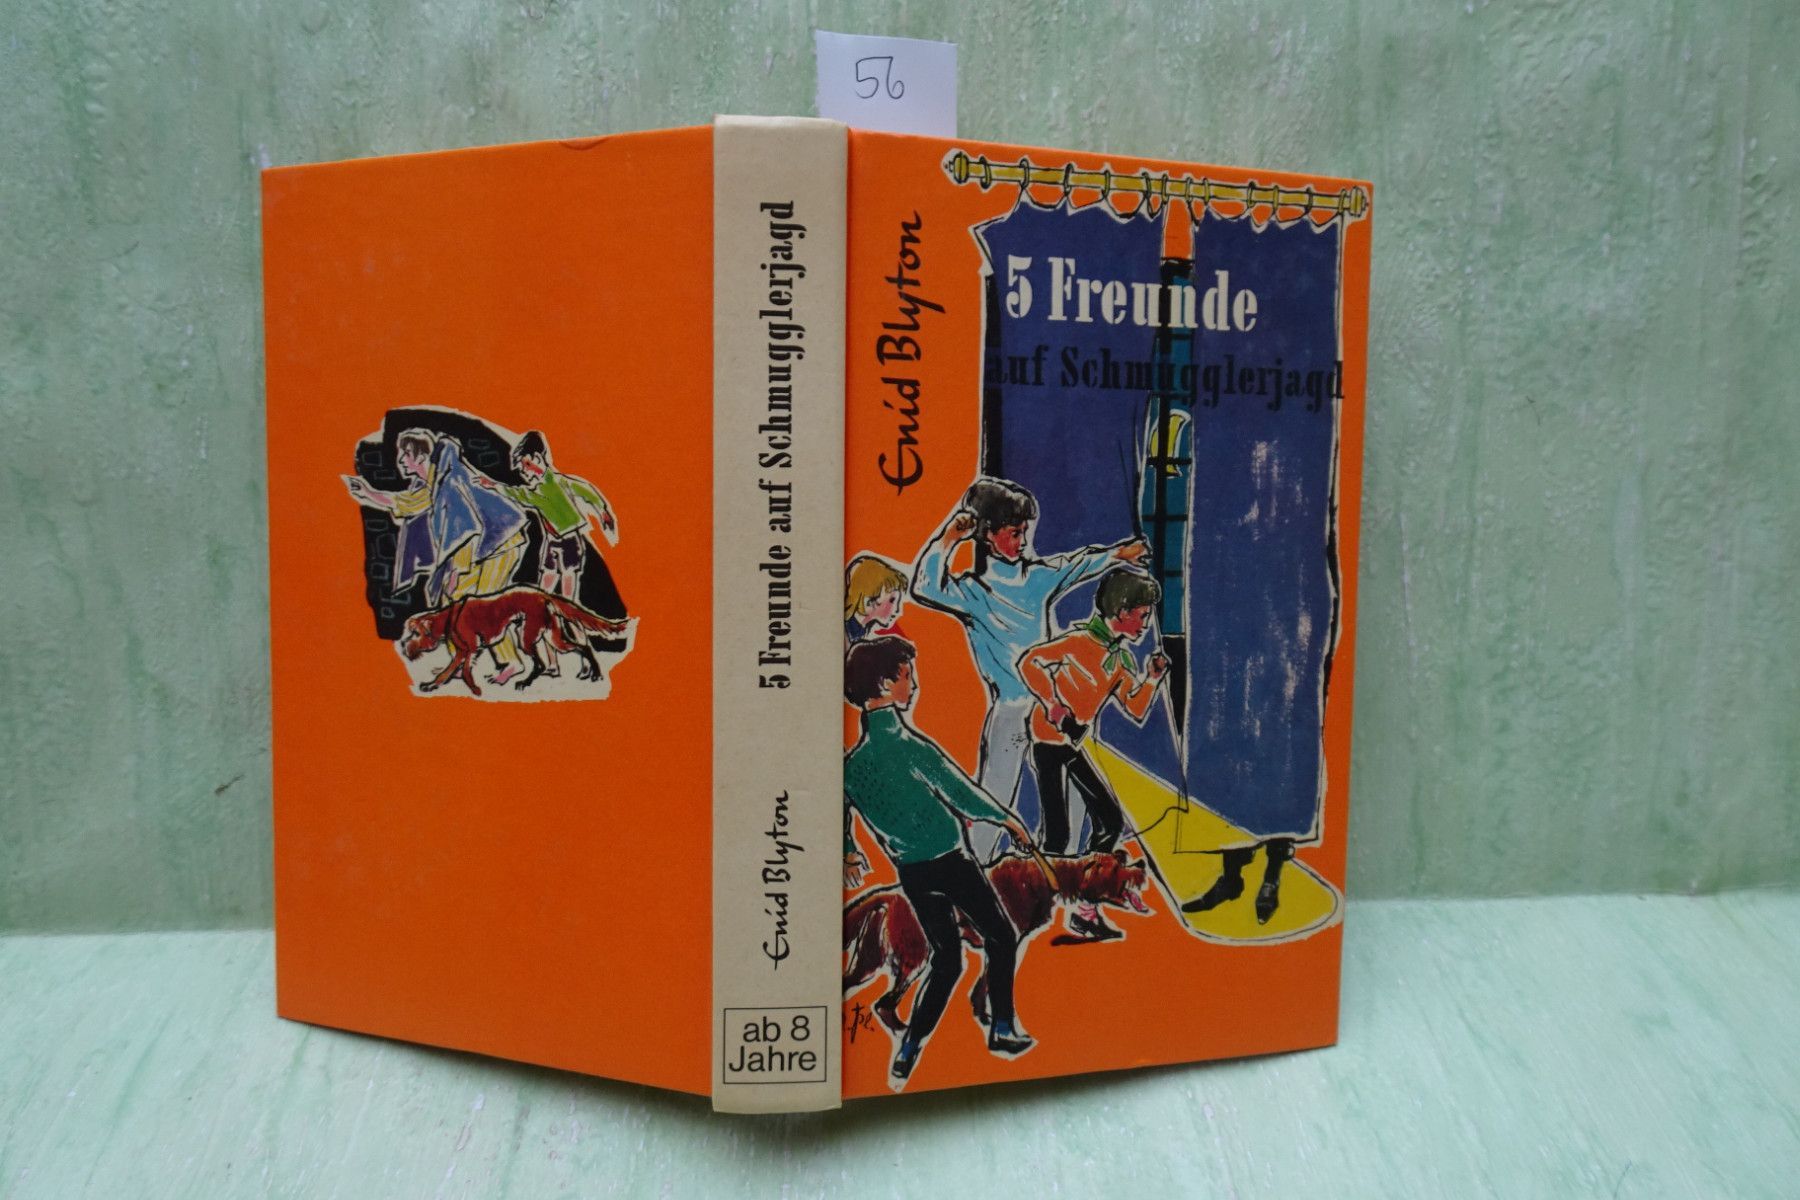 56
5 Freunde auf Schmugglerjagd
Enid Blyton
ab 8
Jahre
Enid Blyton
5 Freunde
auf Schmugglerjagd